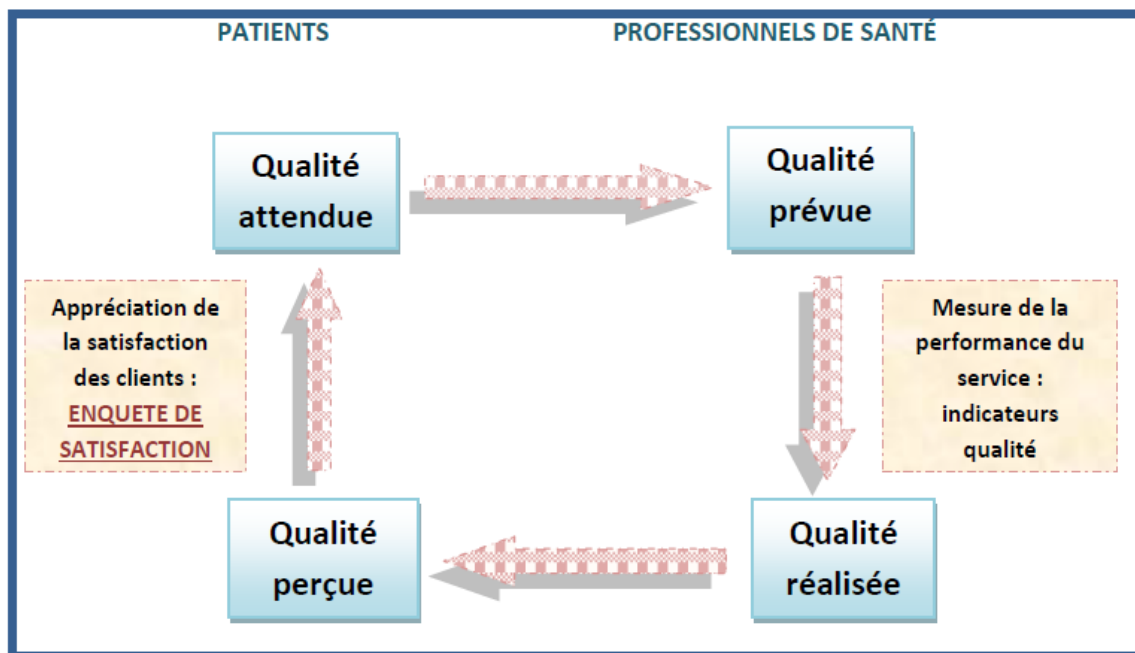 PATIENTS
PROFESSIONNELS DE SANTÉ
Qualité
attendue
Qualité
prévue
Appréciation de
la satisfaction
des clients :
ENQUETE DE
SATISFACTION
Mesure de la
performance du
service :
indicateurs
qualité
Qualité
perçue
Qualité
réalisée